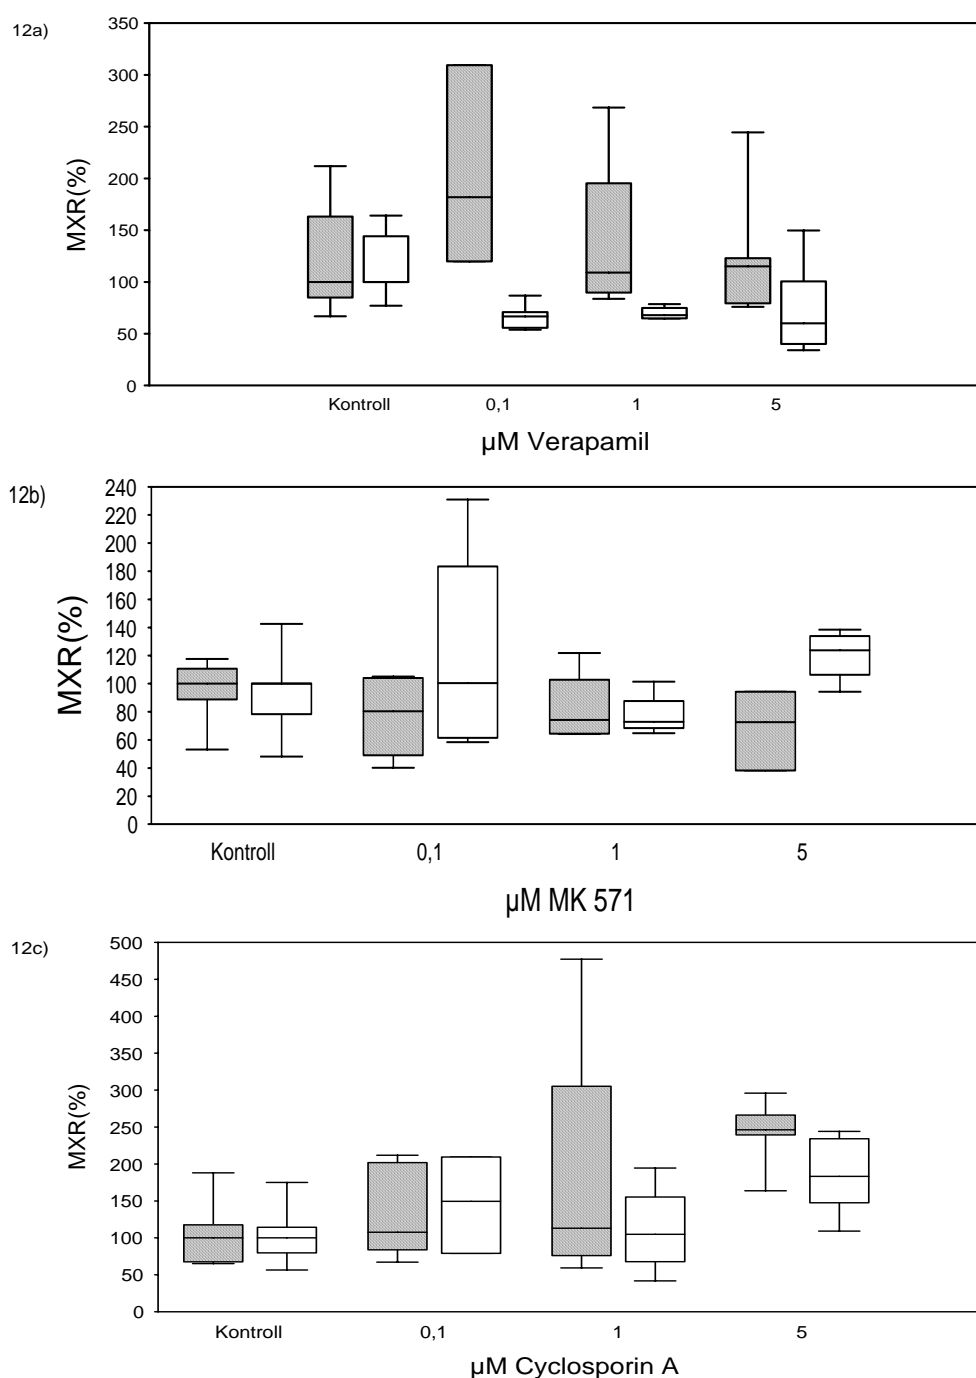 12a)
MXR(%)
350
300
250
200
150
100
50
0
Kontroll 0,1 1 5
µM Verapamil
12b)
MXR(%)
240
220
200
180
160
140
120
100
80
60
40
20
0
Kontroll 0,1 1 5
µM MK 571
12c)
MXR(%)
500
450
400
350
300
250
200
150
100
50
0
Kontroll 0,1 1 5
µM Cyclosporin A